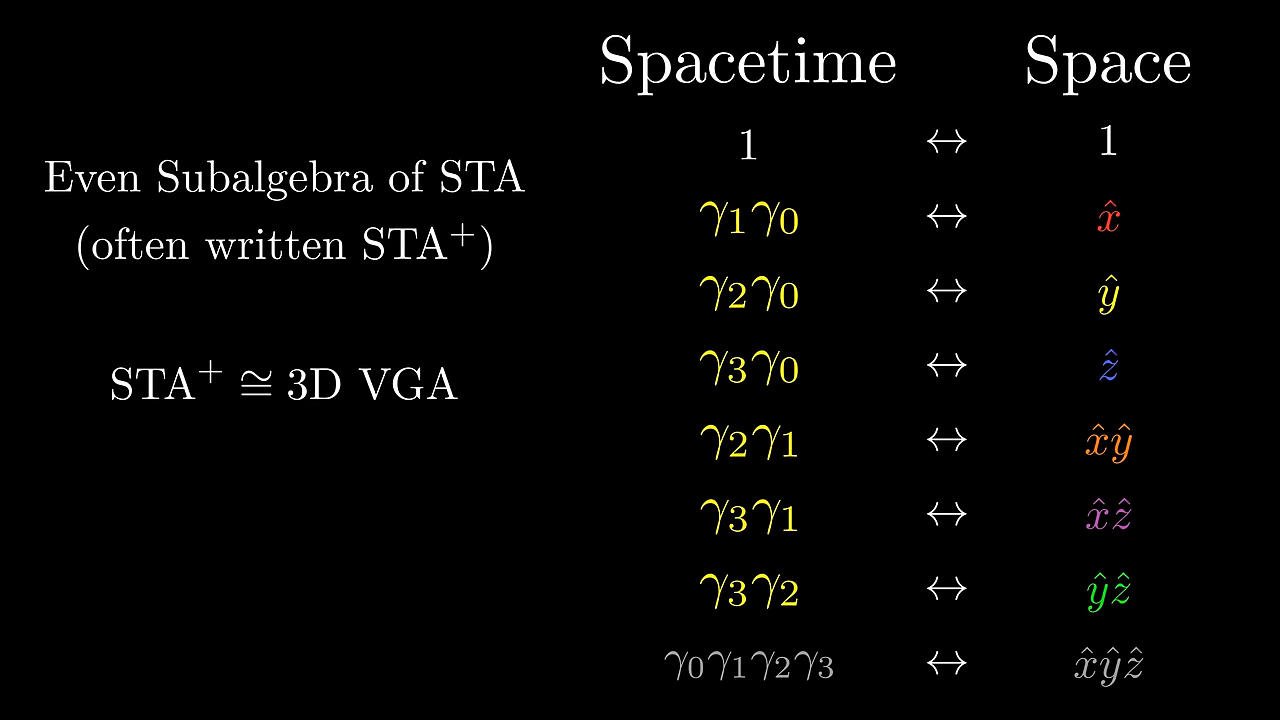 Even Subalgebra of STA
(often written STA⁺)
STA⁺ ≅ 3D VGA
Spacetime Space
1 ↔ 1
γ₁γ₀ ↔ x̂
γ₂γ₀ ↔ ŷ
γ₃γ₀ ↔ ẑ
γ₂γ₁ ↔ x̂ŷ
γ₃γ₁ ↔ x̂ẑ
γ₃γ₂ ↔ ŷẑ
γ₀γ₁γ₂γ₃ ↔ x̂ŷẑ